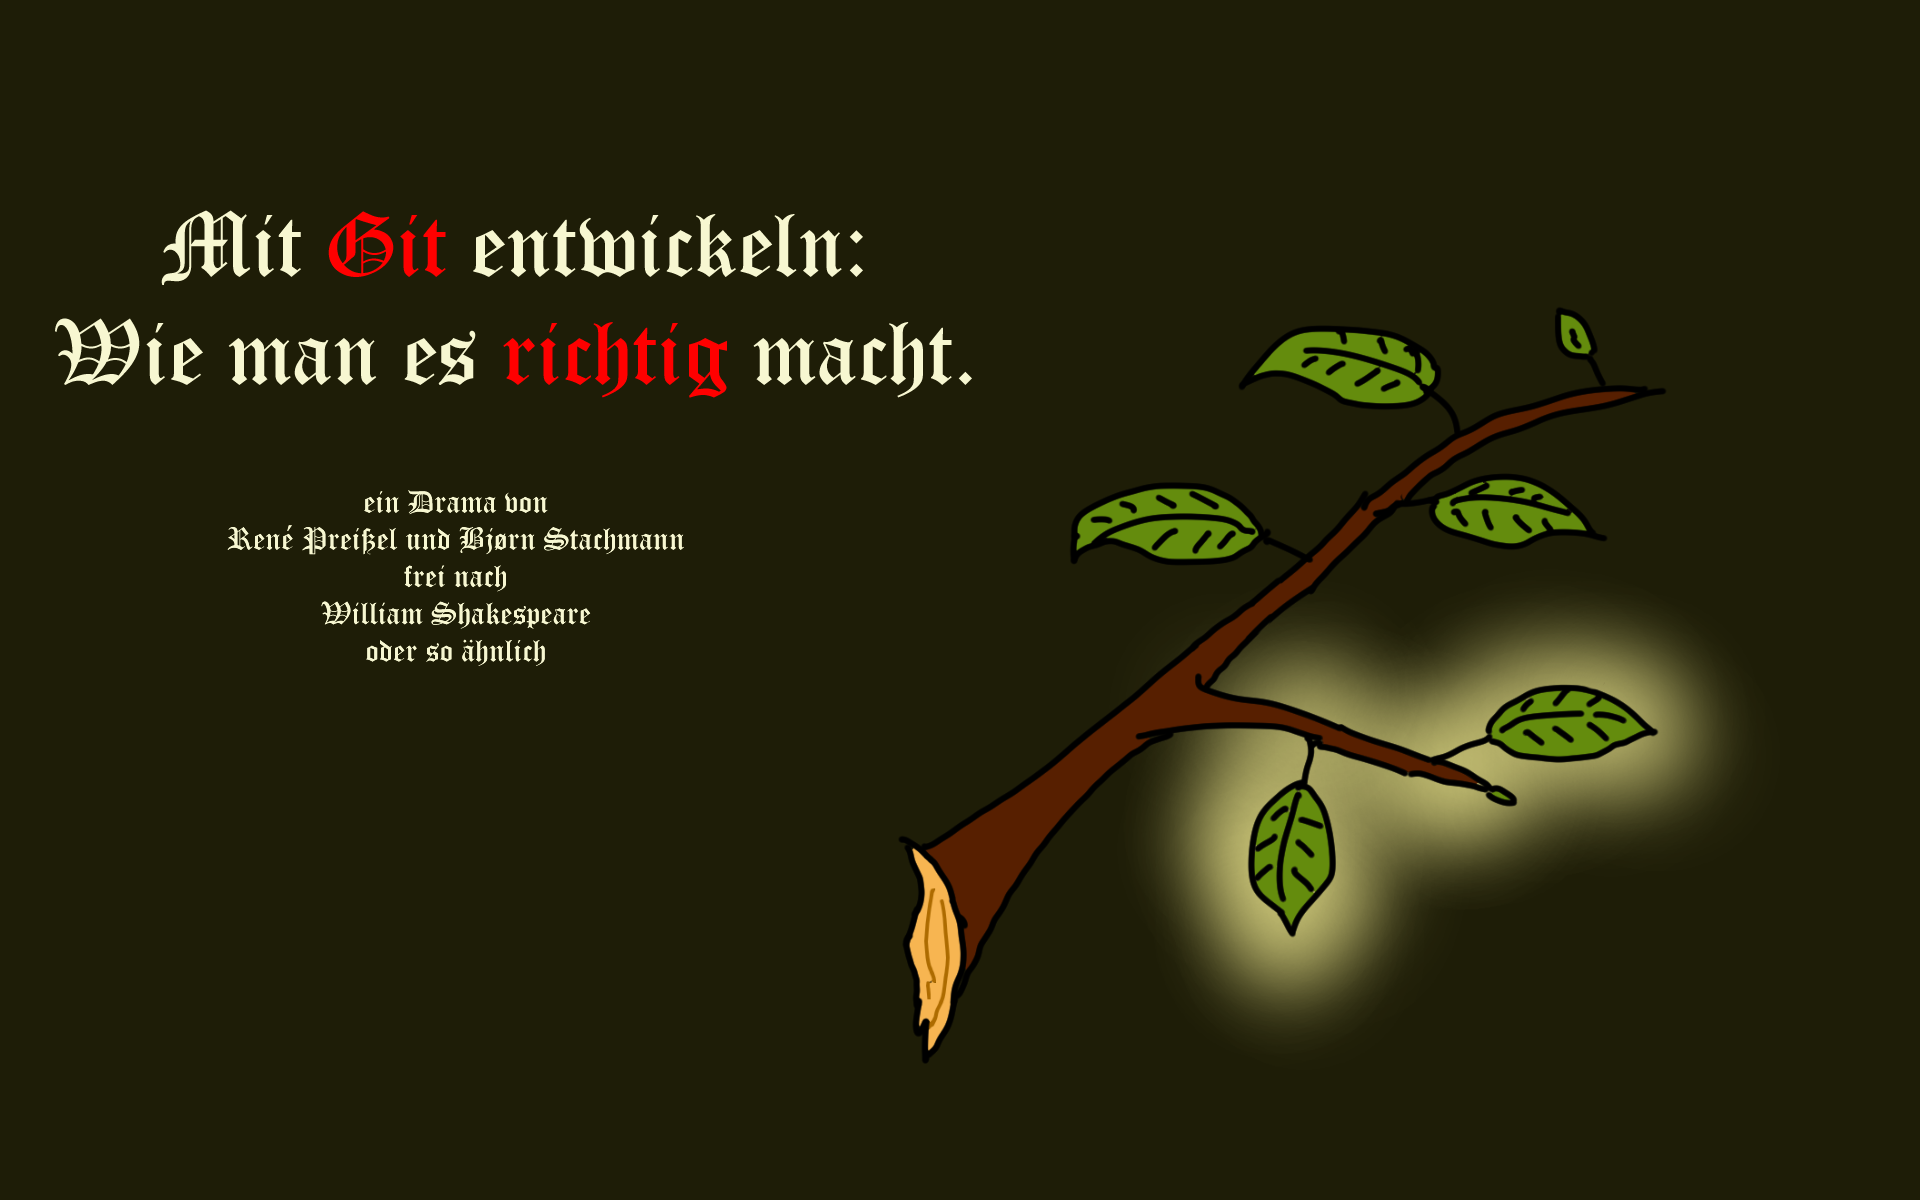 Mit Git entwickeln:
Wie man es richtig macht.
ein Drama von
René Preißel und Bjørn Stachmann
frei nach
William Shakespeare
oder so ähnlich